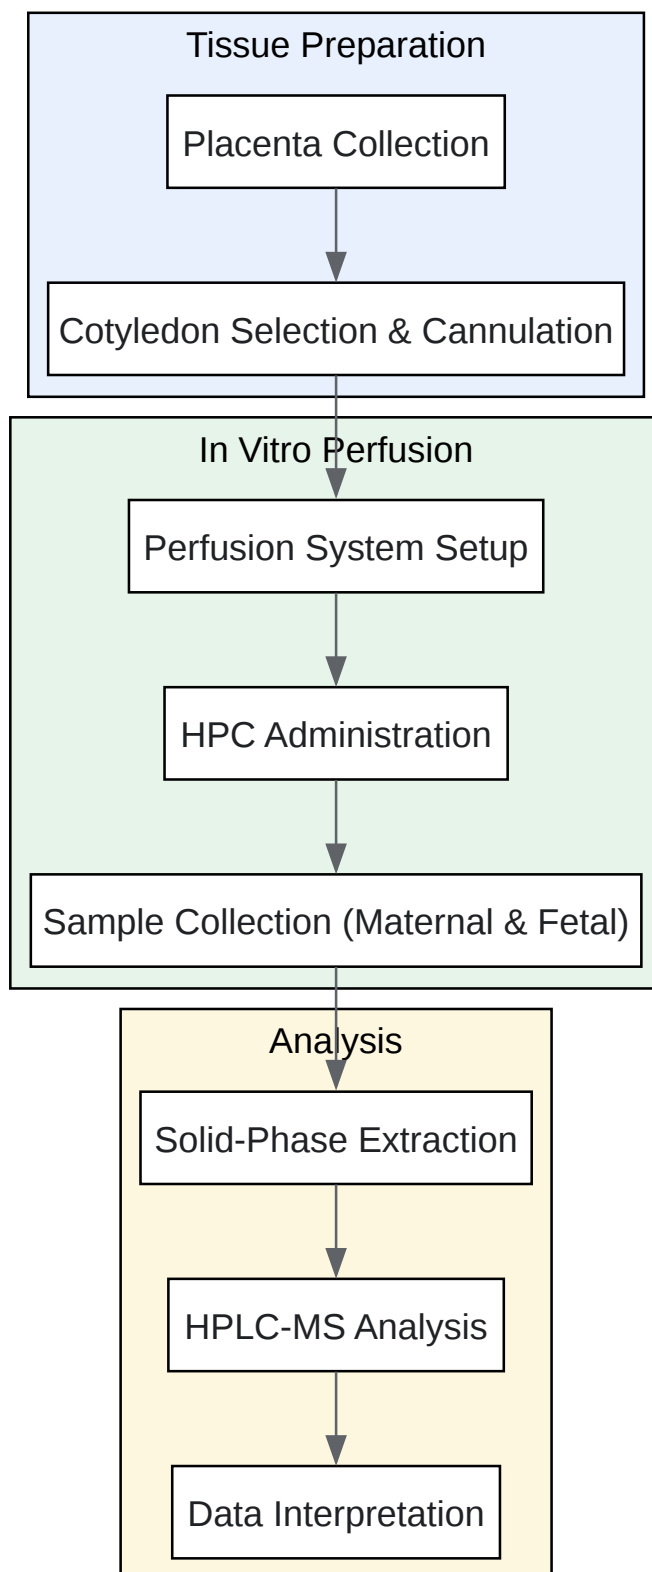 Tissue Preparation
Placenta Collection
Cotyledon Selection & Cannulation
In Vitro Perfusion
Perfusion System Setup
HPC Administration
Sample Collection (Maternal & Fetal)
Analysis
Solid-Phase Extraction
HPLC-MS Analysis
Data Interpretation